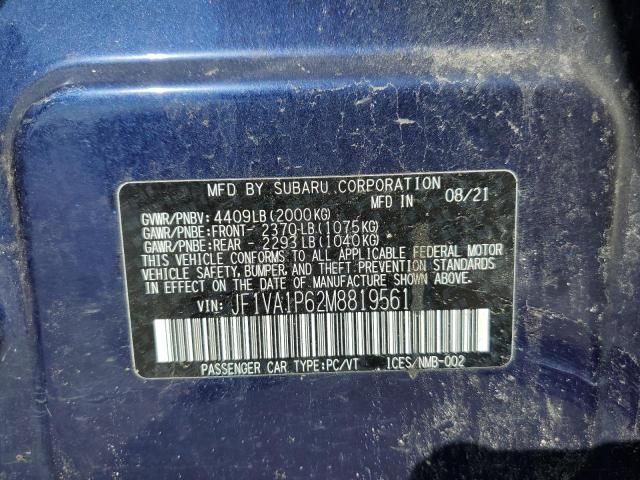 MFD BY SUBARU CORPORATION
MFD IN 08/21
GVWR/PNBV: 4409LB(2000KG)
GAWR/PNBE:FRONT- 2370-LB(1075KG)
GAWR/PNBE:REAR - 2293LB(1040KG)
THIS VEHICLE CONFORMS TO ALL APPLICABLE FEDERAL MOTOR
VEHICLE SAFETY, BUMPER, AND THEFT PREVENTION STANDARDS
IN EFFECT ON THE DATE OF MANUFACTURE SHOWN ABOVE.
VIN: JF1VA1P62M8819561
PASSENGER CAR TYPE:PC/VT ICES/NMB-002